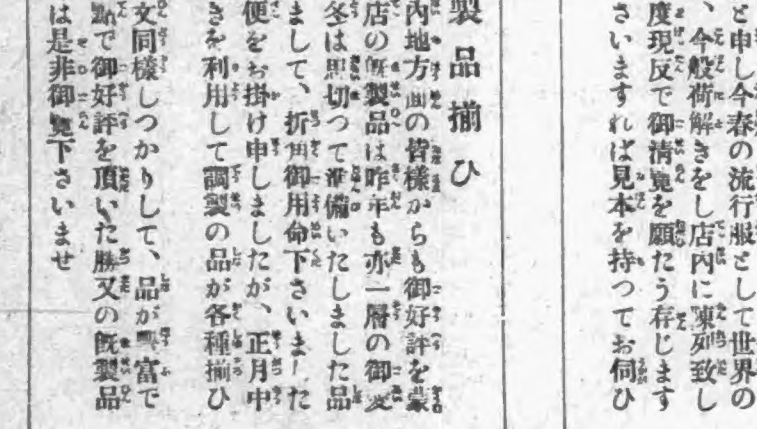 と申し今春の流行服として世界の
、今般荷解きをし店内に陳列致し
度現反で御清覽を願たう存じます
さいますれば見本を持つてお伺ひ
製品揃ひ
內地方面の皆樣からも御好評を蒙
店の旣製品は昨年も亦一層の御愛
冬は思切つて準備いたしました品
まして、折角御用命下さいました
便をお掛け申しましたが、正月中
きを利用して調製の品が各種揃ひ
文同樣しつかりして、品が豐富で
點で御好評を頂いた勝又の旣製品
は是非御覽下さいませ